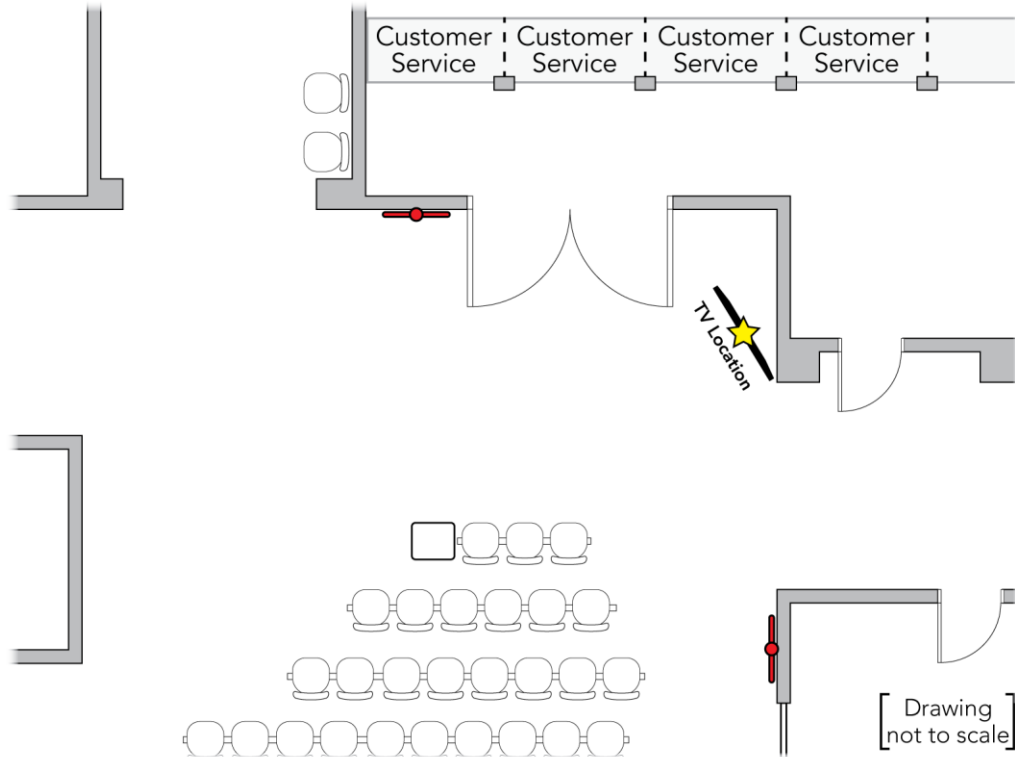 Customer
Service
Customer
Service
Customer
Service
Customer
Service
TV Location
Drawing
not to scale